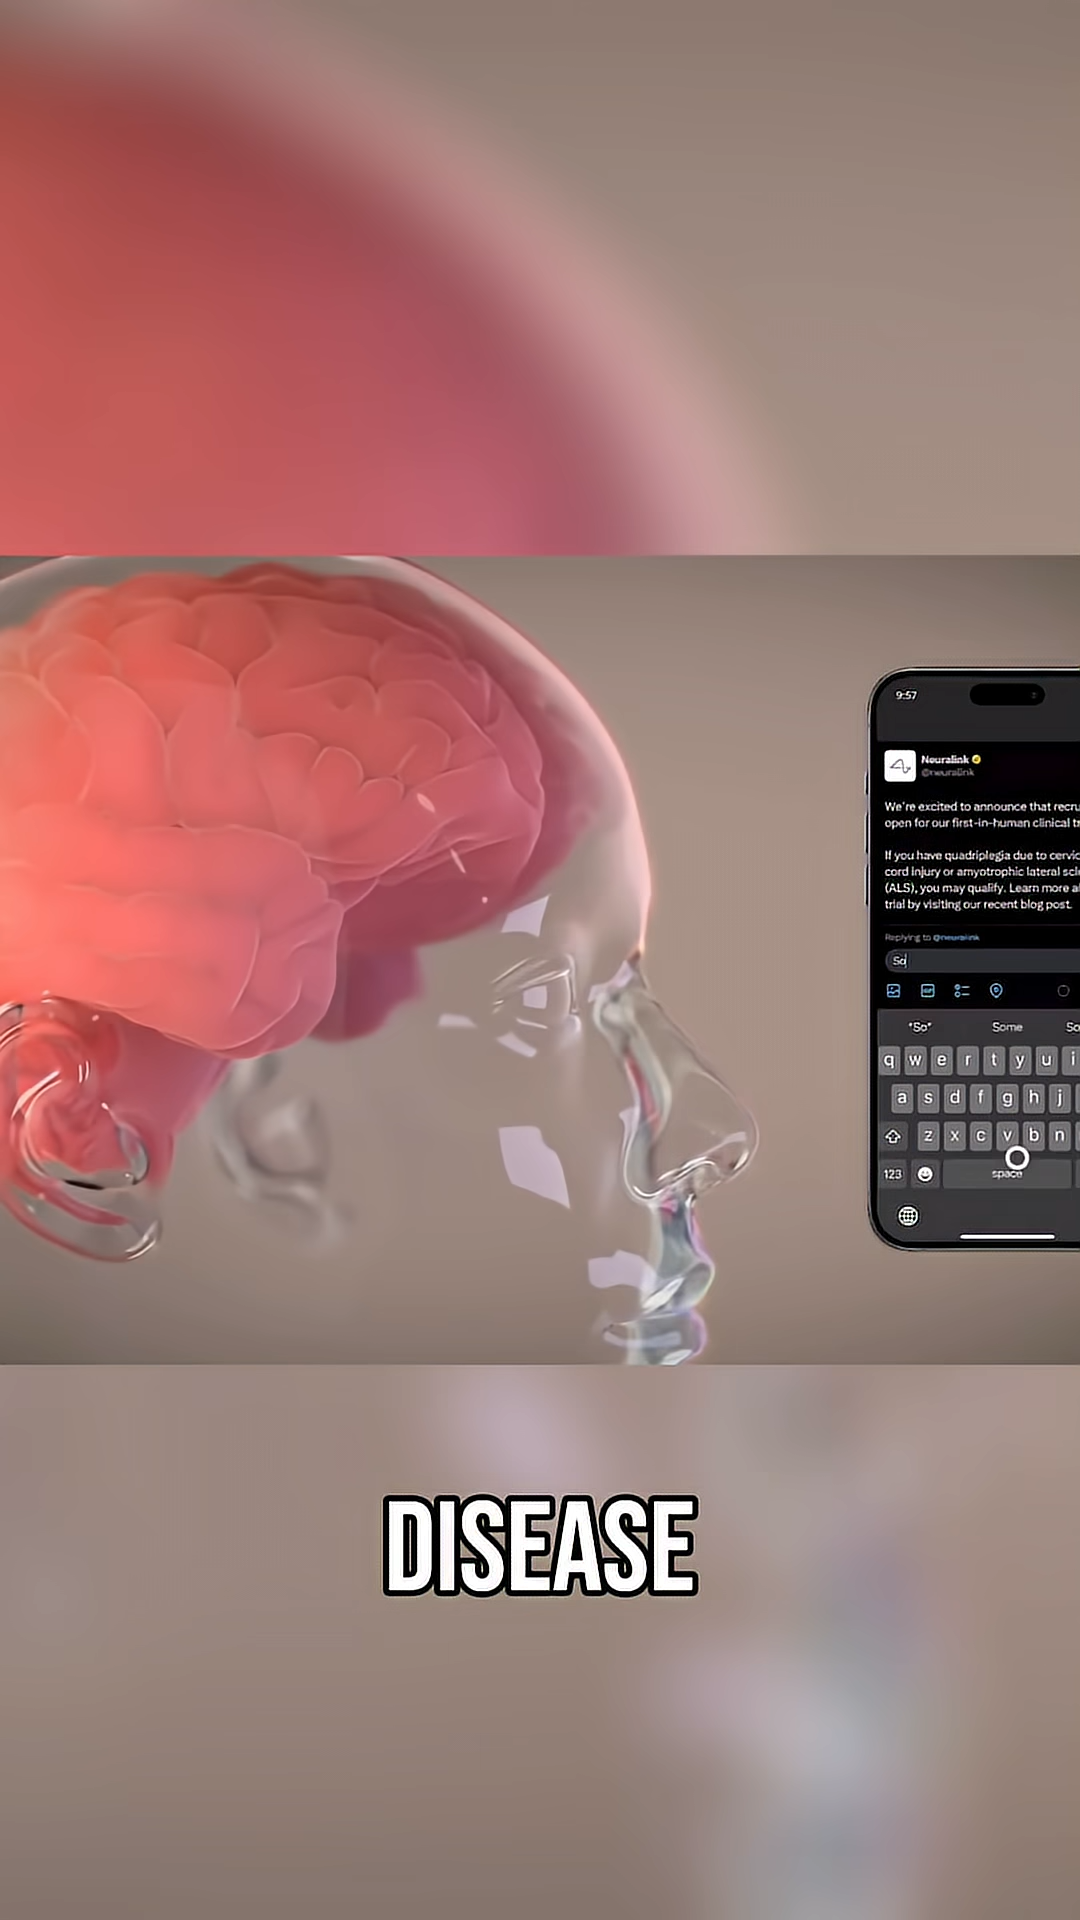 9:57
Neuralink
@neuralink
We're excited to announce that recru
open for our first-in-human clinical tr
If you have quadriplegia due to cervic
cord injury or amyotrophic lateral scl
(ALS), you may qualify. Learn more a
trial by visiting our recent blog post.
Replying to @neuralink
So
"So" Some So
q w e r t y u i
a s d f g h j
z x c v b n
123 space
DISEASE